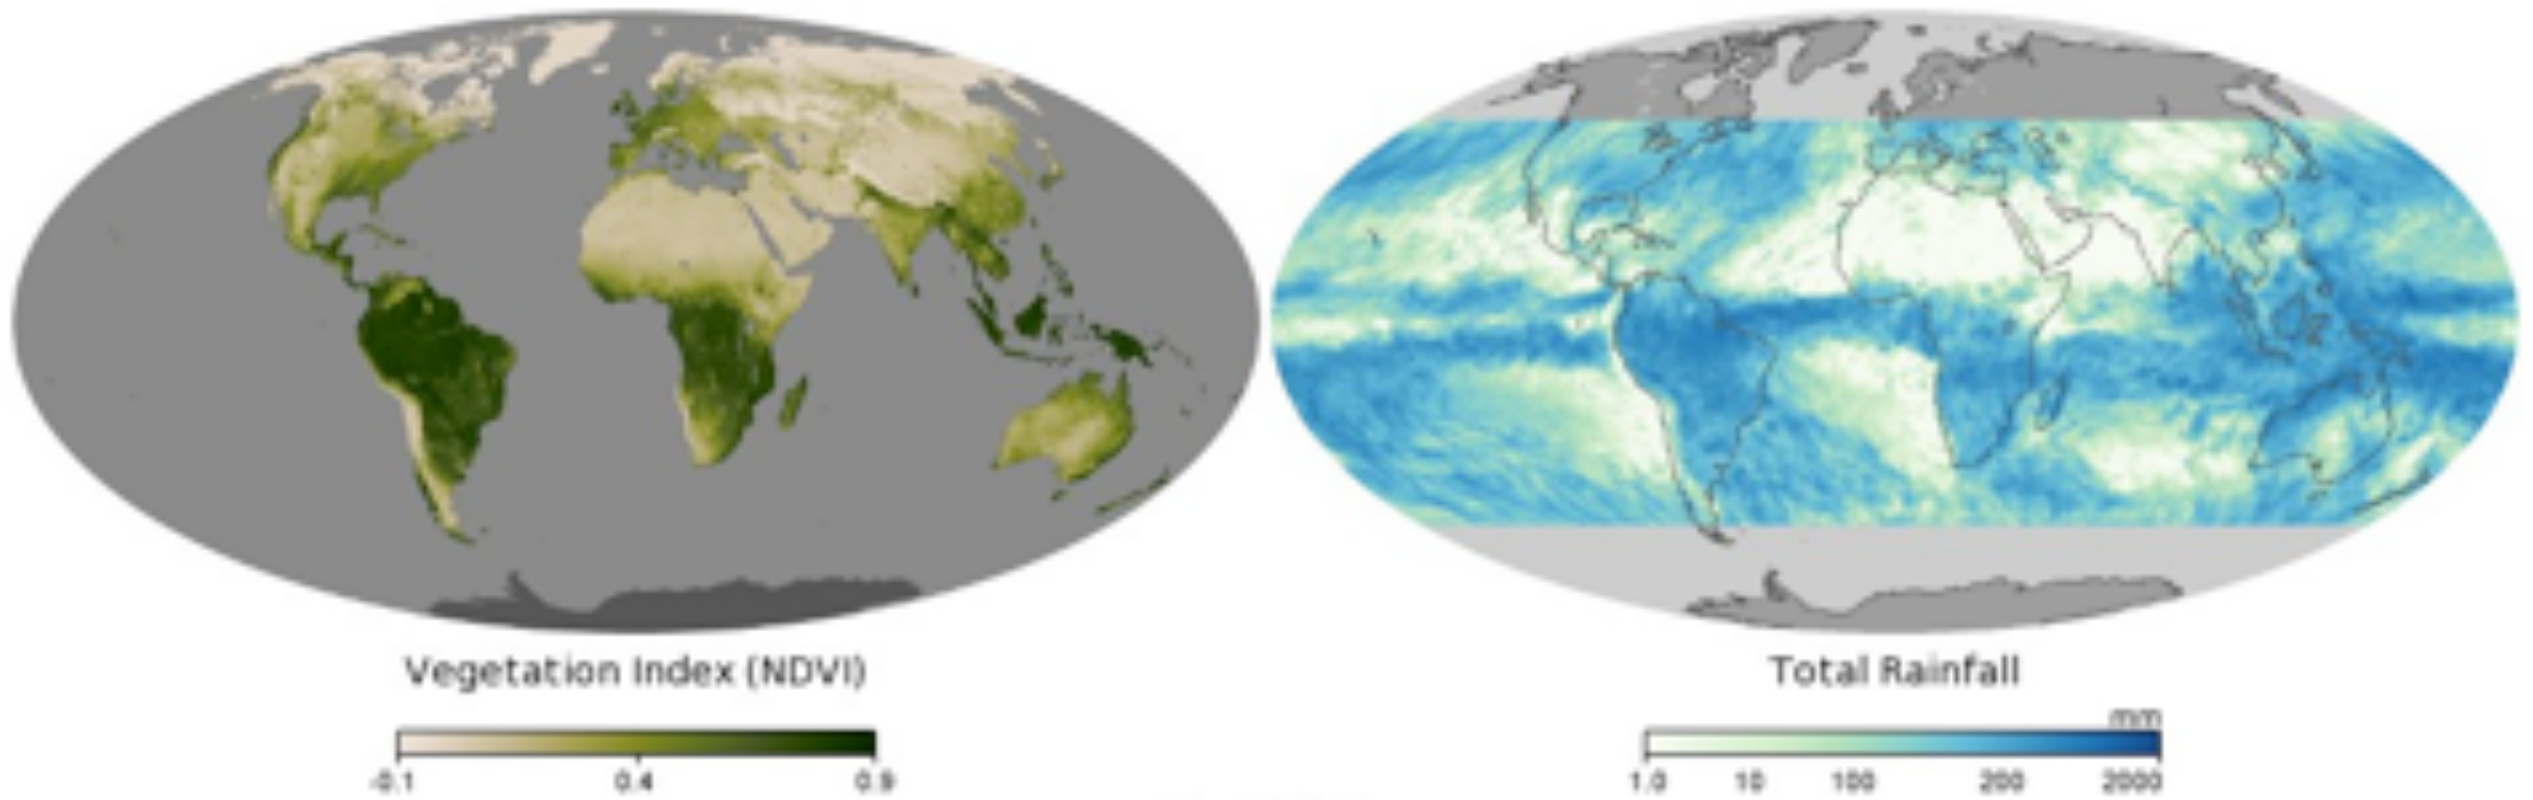 Vegetation Index (NDVI)
-0.1 0.4 0.9
Total Rainfall
mm
1.0 10 100 200 2000